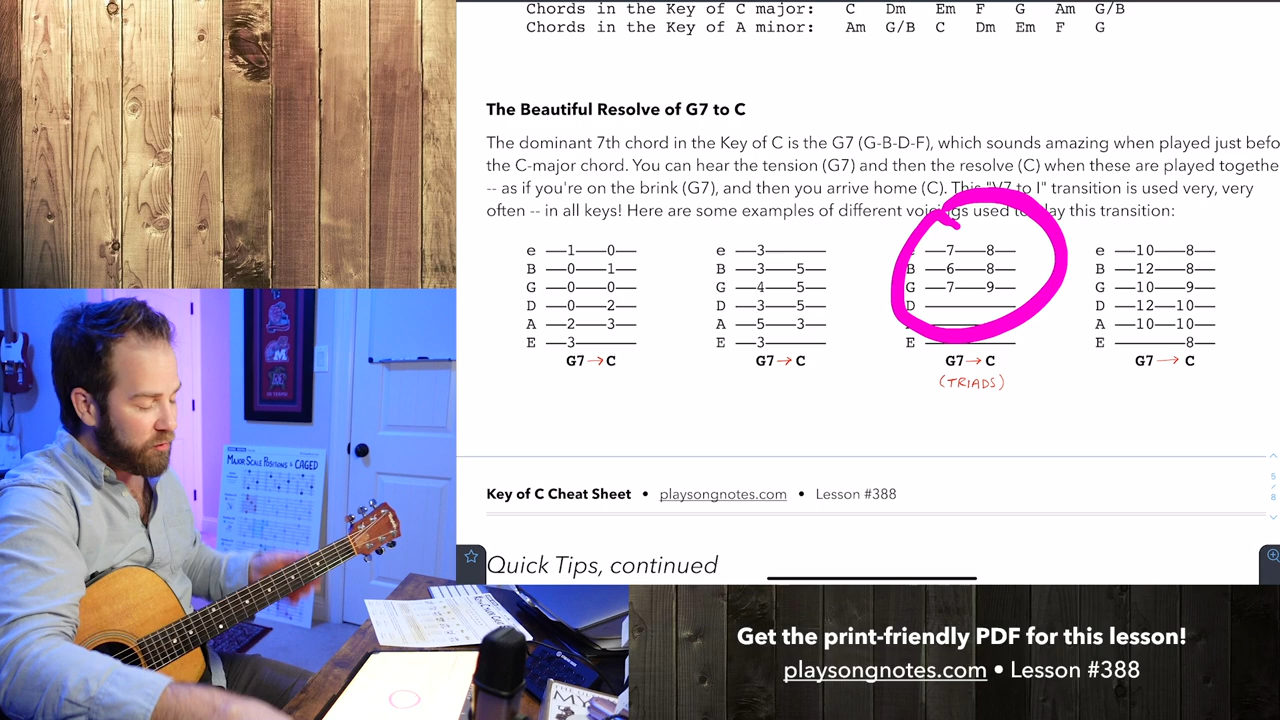 Chords in the Key of C major: C Dm Em F G Am G/B
Chords in the Key of A minor: Am G/B C Dm Em F G
The Beautiful Resolve of G7 to C
The dominant 7th chord in the Key of C is the G7 (G-B-D-F), which sounds amazing when played just befo
the C-major chord. You can hear the tension (G7) and then the resolve (C) when these are played togethe
-- as if you're on the brink (G7), and then you arrive home (C). This "V7 to I" transition is used very, very
often -- in all keys! Here are some examples of different voicings used to play this transition:
e —1——0— e —3——— e —7——8— e —10——8—
B —0——1— B —3——5— B —6——8— B —12——8—
G —0——0— G —4——5— G —7——9— G —10——9—
D —0——2— D —3——5— D ————— D —12—10—
A —2——3— A —5——3— A ————— A —10—10—
E —3——— E —3——— E ————— E ———8—
G7 → C G7 → C G7 → C G7 → C
(TRIADS)
Key of C Cheat Sheet • playsongnotes.com • Lesson #388
5
/
8
Quick Tips, continued
MAJOR SCALE POSITIONS & CAGED
Get the print-friendly PDF for this lesson!
playsongnotes.com • Lesson #388